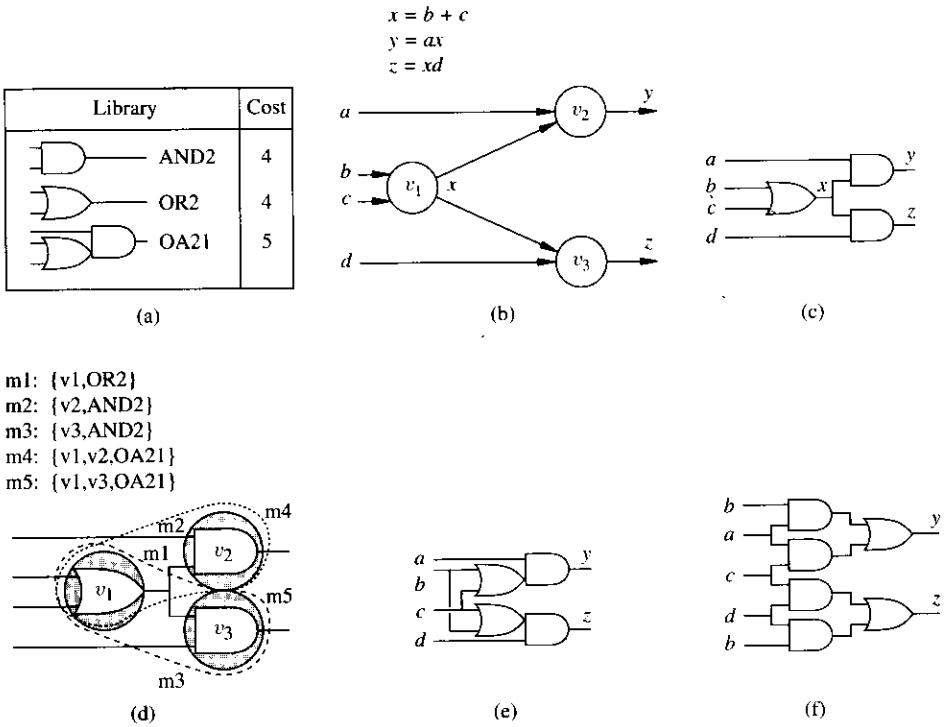 x = b + c
y = ax
z = xd
Library Cost
AND2 4
OR2 4
OA21 5
(a)
a
b
c
d
v1
x
v2
v3
y
z
(b)
a
b
c
d
x
y
z
(c)
m1: {v1,OR2}
m2: {v2,AND2}
m3: {v3,AND2}
m4: {v1,v2,OA21}
m5: {v1,v3,OA21}
m2
m4
m1
v2
v1
m5
v3
m3
(d)
a
b
c
d
y
z
(e)
b
a
c
d
b
y
z
(f)